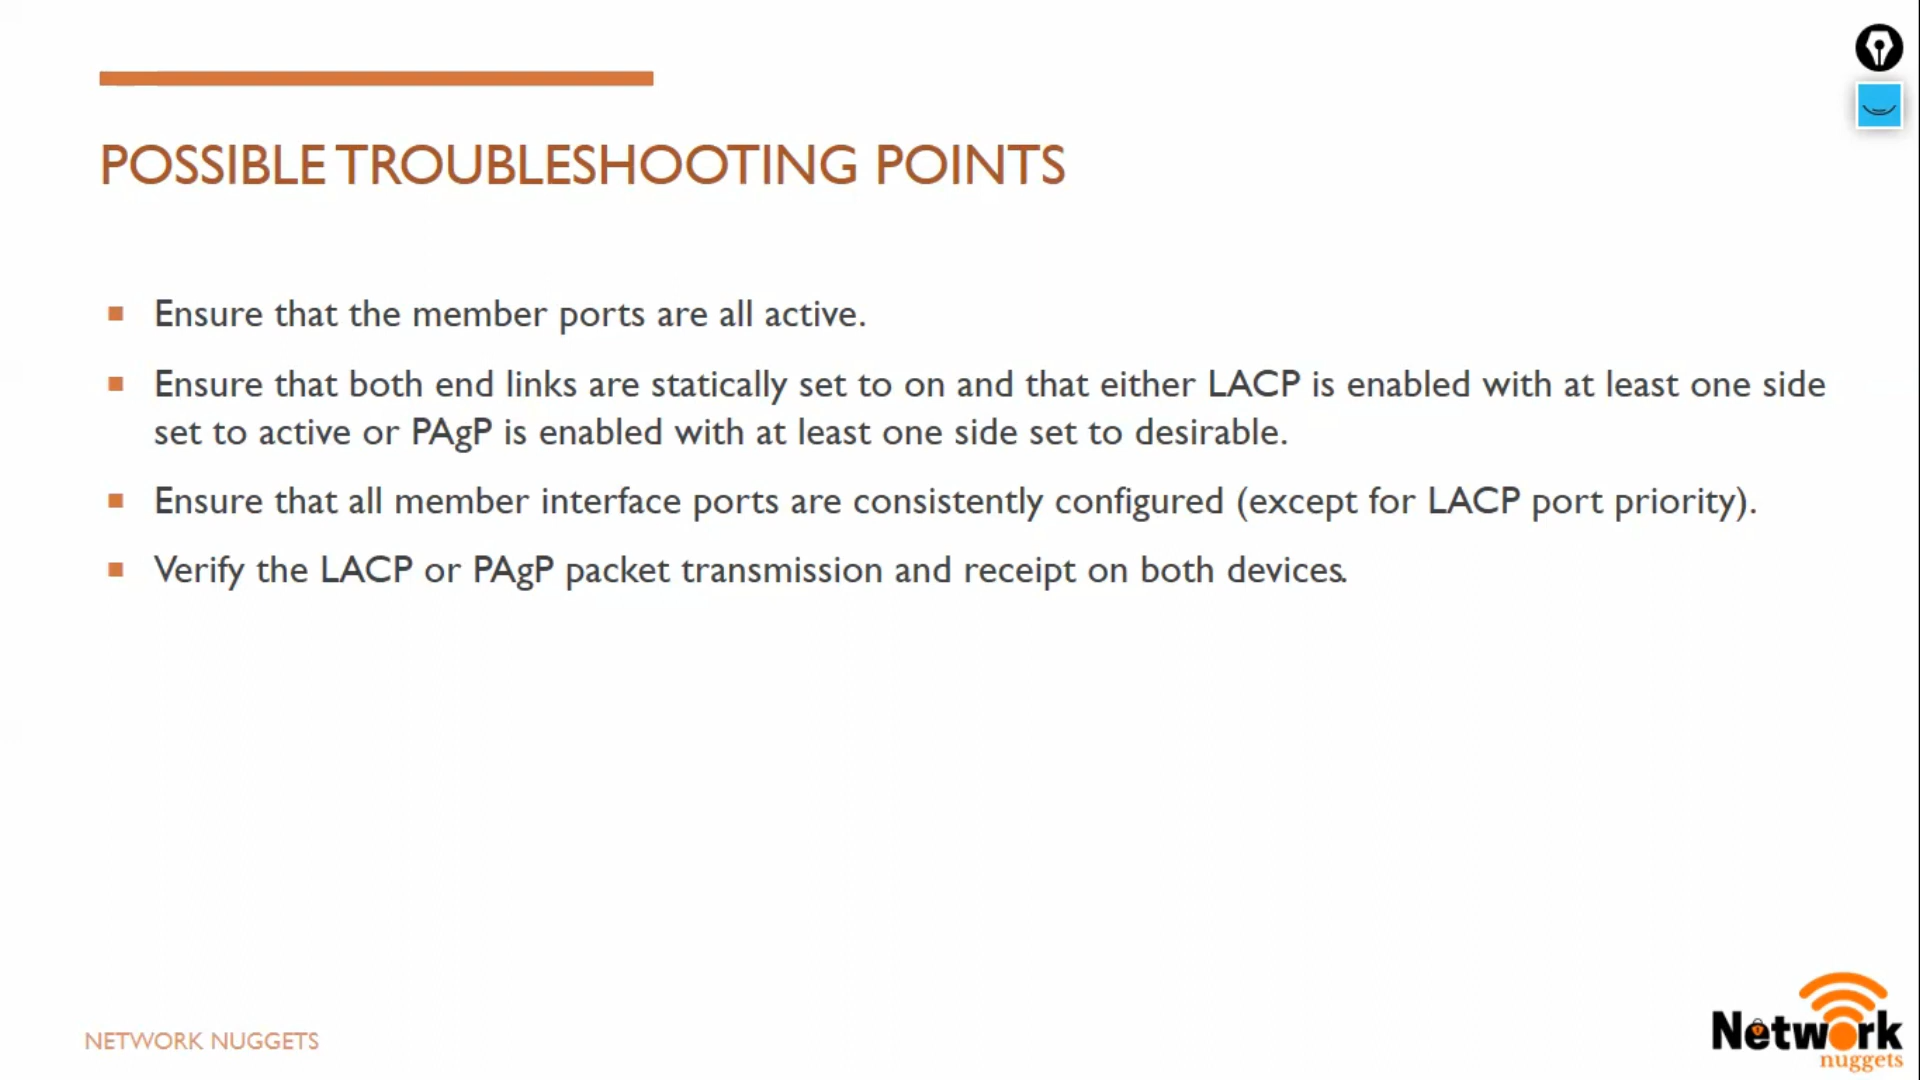 POSSIBLE TROUBLESHOOTING POINTS
Ensure that the member ports are all active.
Ensure that both end links are statically set to on and that either LACP is enabled with at least one side
set to active or PAgP is enabled with at least one side set to desirable.
Ensure that all member interface ports are consistently configured (except for LACP port priority).
Verify the LACP or PAgP packet transmission and receipt on both devices.
NETWORK NUGGETS
Network
nuggets